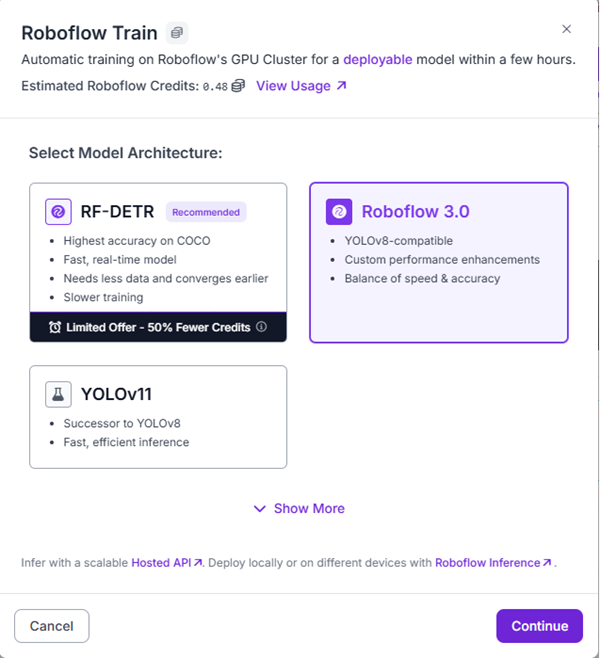 Roboflow Train
Automatic training on Roboflow's GPU Cluster for a deployable model within a few hours.
Estimated Roboflow Credits: 0.48 View Usage ↗
Select Model Architecture:
RF-DETR Recommended
• Highest accuracy on COCO
• Fast, real-time model
• Needs less data and converges earlier
• Slower training
Limited Offer - 50% Fewer Credits
Roboflow 3.0
• YOLOv8-compatible
• Custom performance enhancements
• Balance of speed & accuracy
YOLOv11
• Successor to YOLOv8
• Fast, efficient inference
Show More
Infer with a scalable Hosted API↗. Deploy locally or on different devices with Roboflow Inference↗.
Cancel
Continue